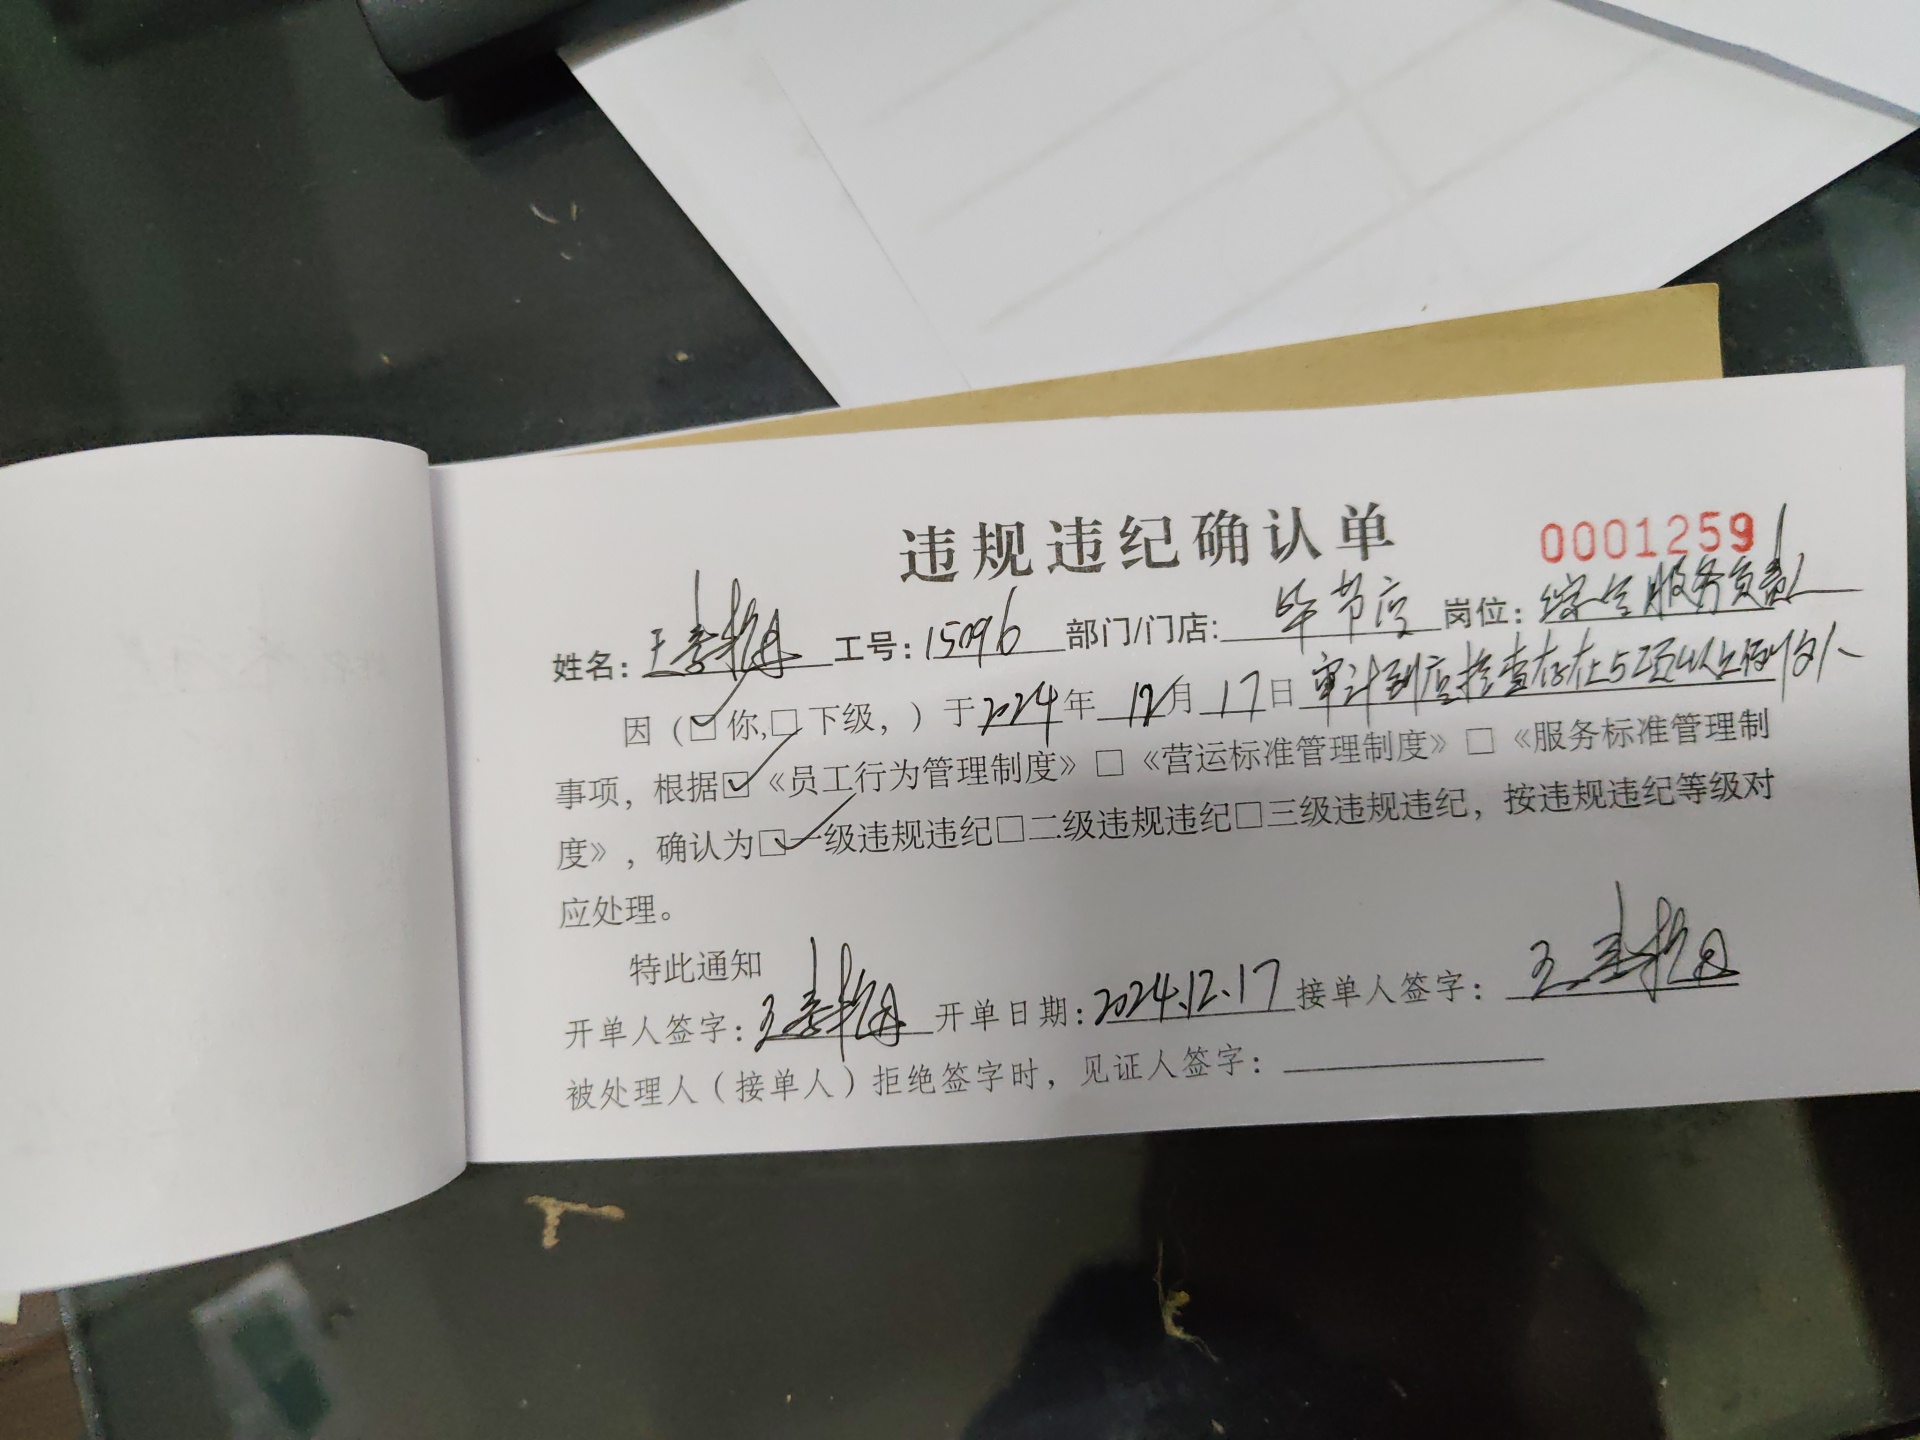 违规违纪确认单 0001259
姓名: 王 工号: 15096 部门/门店: 毕节店 岗位: 综合服务负责人
因（☑你,□下级，）于2024年12月17日审计到店检查存在5项以上
事项，根据☑《员工行为管理制度》□《营运标准管理制度》□《服务标准管理制
度》，确认为☑一级违规违纪□二级违规违纪□三级违规违纪，按违规违纪等级对
应处理。
特此通知
开单人签字: 王 开单日期: 2024.12.17 接单人签字: 王
被处理人（接单人）拒绝签字时，见证人签字: